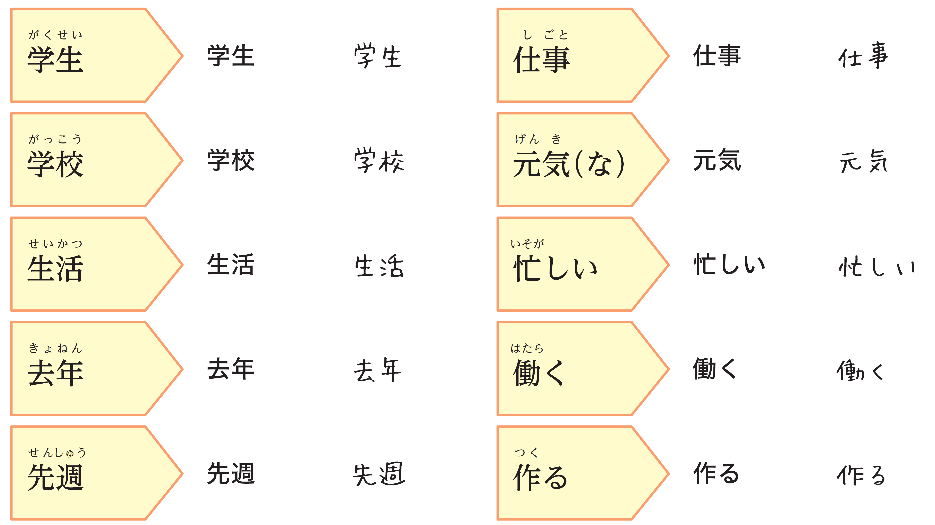 がくせい
学生 学生 学生
がっこう
学校 学校 学校
せいかつ
生活 生活 生活
きょねん
去年 去年 去年
せんしゅう
先週 先週 先週
しごと
仕事 仕事 仕事
げんき
元気(な) 元気 元気
いそが
忙しい 忙しい 忙しい
はたら
働く 働く 働く
つく
作る 作る 作る